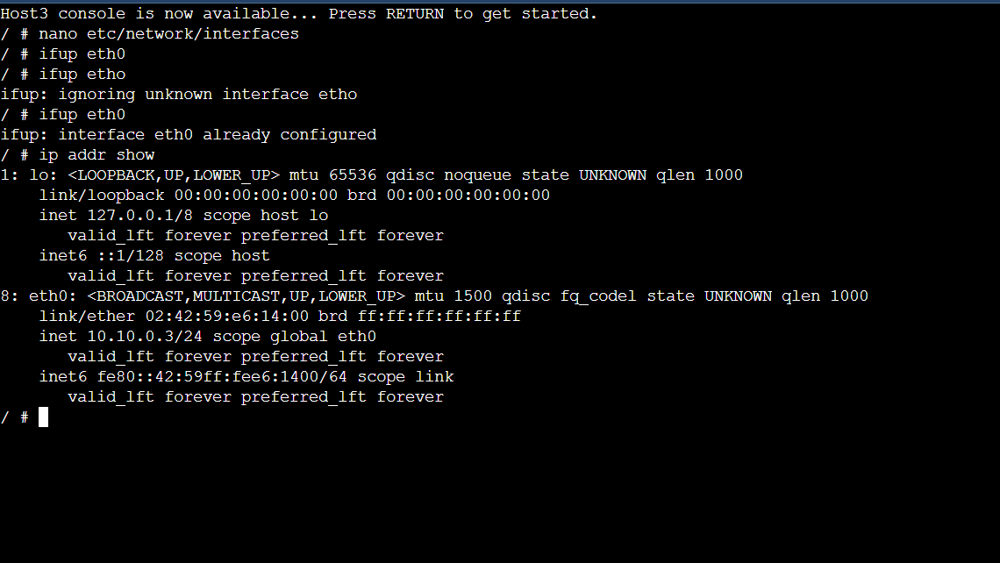 Host3 console is now available... Press RETURN to get started.
/ # nano etc/network/interfaces
/ # ifup eth0
/ # ifup etho
ifup: ignoring unknown interface etho
/ # ifup eth0
ifup: interface eth0 already configured
/ # ip addr show
1: lo: <LOOPBACK,UP,LOWER_UP> mtu 65536 qdisc noqueue state UNKNOWN qlen 1000
    link/loopback 00:00:00:00:00:00 brd 00:00:00:00:00:00
    inet 127.0.0.1/8 scope host lo
       valid_lft forever preferred_lft forever
    inet6 ::1/128 scope host
       valid_lft forever preferred_lft forever
8: eth0: <BROADCAST,MULTICAST,UP,LOWER_UP> mtu 1500 qdisc fq_codel state UNKNOWN qlen 1000
    link/ether 02:42:59:e6:14:00 brd ff:ff:ff:ff:ff:ff
    inet 10.10.0.3/24 scope global eth0
       valid_lft forever preferred_lft forever
    inet6 fe80::42:59ff:fee6:1400/64 scope link
       valid_lft forever preferred_lft forever
/ #